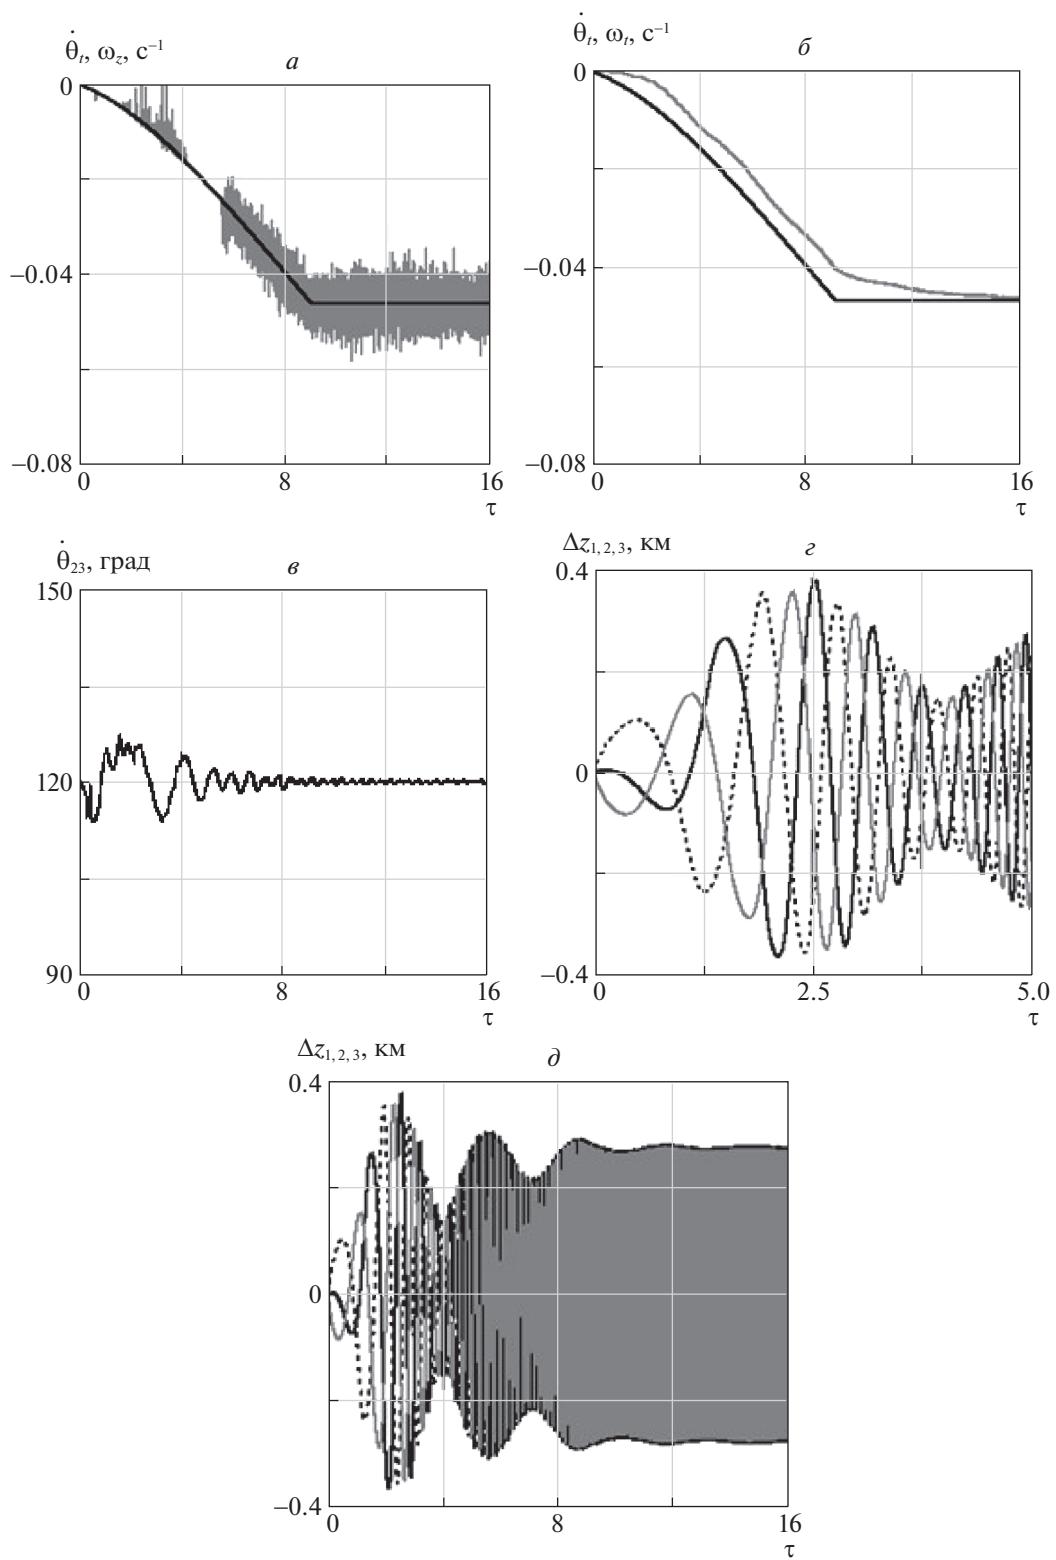 θ̇ₜ, ω_z, с⁻¹
а
0
−0.04
−0.08
0
8
16
τ
θ̇ₜ, ωₜ, с⁻¹
б
0
−0.04
−0.08
0
8
16
τ
θ̇₂₃, град
в
150
120
90
0
8
16
τ
Δz₁,₂,₃, км
г
0.4
0
−0.4
0
2.5
5.0
τ
Δz₁,₂,₃, км
д
0.4
0
−0.4
0
8
16
τ